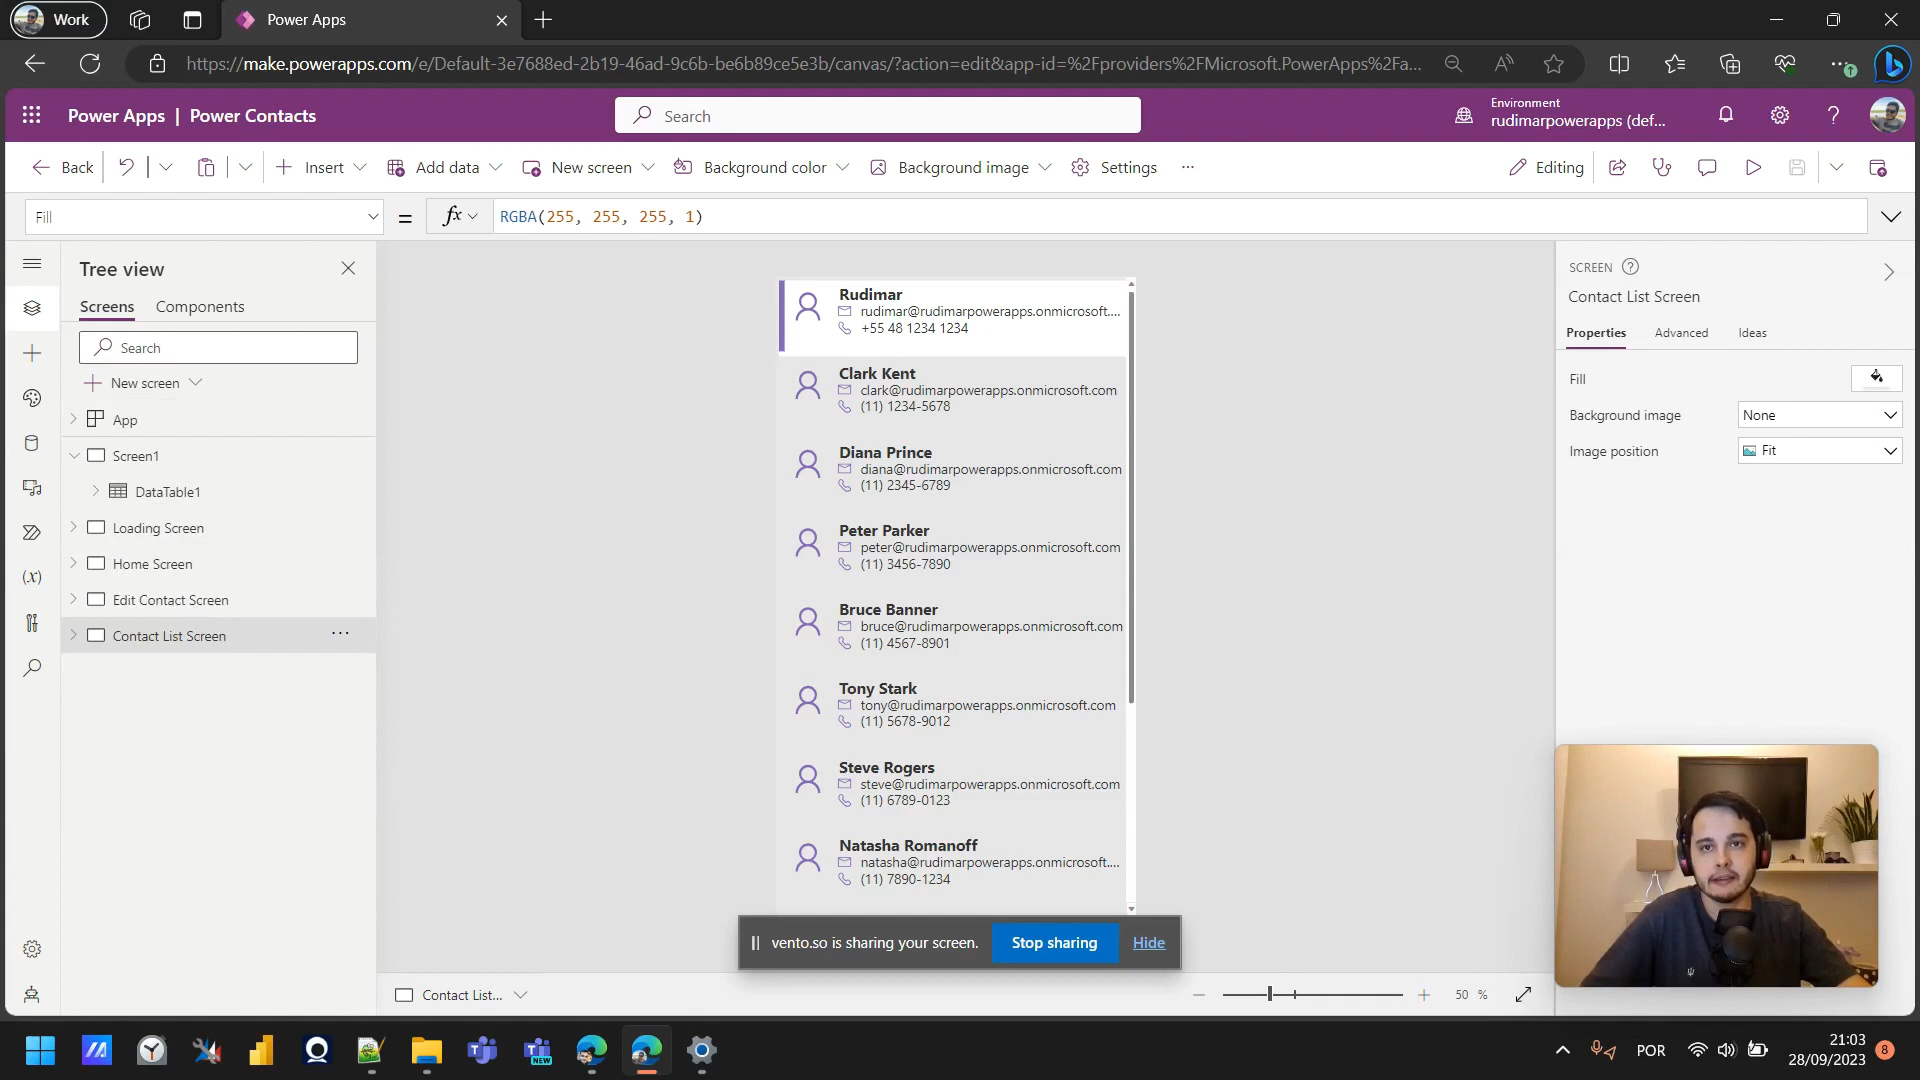 Work
Power Apps
https://make.powerapps.com/e/Default-3e7688ed-2b19-46ad-9c6b-be6b89ce5e3b/canvas/?action=edit&app-id=%2Fproviders%2FMicrosoft.PowerApps%2Fa...
Power Apps | Power Contacts
Search
Environment
rudimarpowerapps (def...
Back
Insert
Add data
New screen
Background color
Background image
Settings
...
Editing
Fill
=
fx
RGBA(255, 255, 255, 1)
Tree view
Screens
Components
Search
New screen
App
Screen1
DataTable1
Loading Screen
Home Screen
Edit Contact Screen
Contact List Screen
...
(x)
Rudimar
rudimar@rudimarpowerapps.onmicrosoft....
+55 48 1234 1234
Clark Kent
clark@rudimarpowerapps.onmicrosoft.com
(11) 1234-5678
Diana Prince
diana@rudimarpowerapps.onmicrosoft.com
(11) 2345-6789
Peter Parker
peter@rudimarpowerapps.onmicrosoft.com
(11) 3456-7890
Bruce Banner
bruce@rudimarpowerapps.onmicrosoft.com
(11) 4567-8901
Tony Stark
tony@rudimarpowerapps.onmicrosoft.com
(11) 5678-9012
Steve Rogers
steve@rudimarpowerapps.onmicrosoft.com
(11) 6789-0123
Natasha Romanoff
natasha@rudimarpowerapps.onmicrosoft....
(11) 7890-1234
SCREEN
Contact List Screen
Properties
Advanced
Ideas
Fill
Background image
None
Image position
Fit
vento.so is sharing your screen.
Stop sharing
Hide
Contact List...
50 %
NEW
POR
21:03
28/09/2023
8